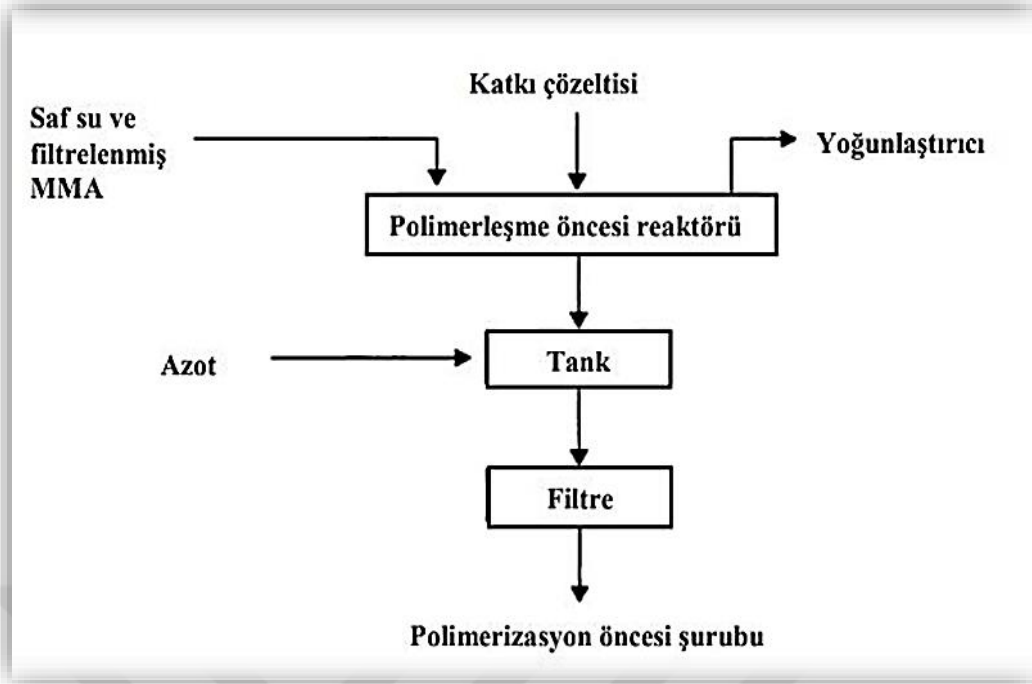 Katkı çözeltisi
Saf su ve
filtrelenmiş
MMA
Yoğunlaştırıcı
Polimerleşme öncesi reaktörü
Azot
Tank
Filtre
Polimerizasyon öncesi şurubu